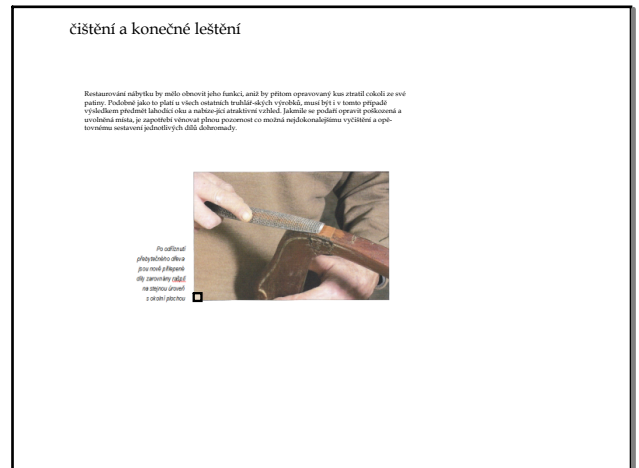 čištění a konečné leštění
Restaurování nábytku by mělo obnovit jeho funkci, aniž by přitom opravovaný kus ztratil cokoli ze své
patiny. Podobně jako to platí u všech ostatních truhlář-ských výrobků, musí být i v tomto případě
výsledkem předmět lahodící oku a nabíze-jící atraktivní vzhled. Jakmile se podaří opravit poškozená a
uvolněná místa, je zapotřebí věnovat plnou pozornost co možná nejdokonalejšímu vyčištění a opě-
tovnému sestavení jednotlivých dílů dohromady.
Po odříznutí
přebytečného dřeva
jsou nově přilepené
díly zarovnány rašplí
na stejnou úroveň
s okolní plochou